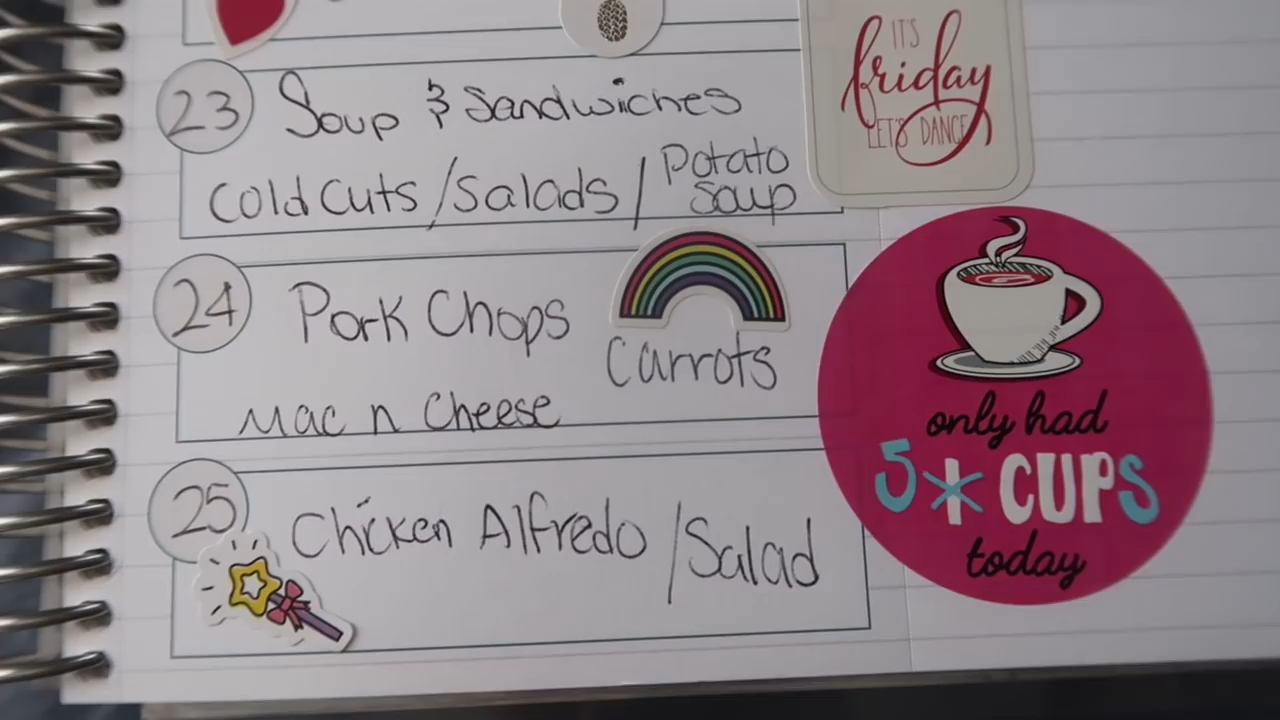 IT'S
friday
LET'S DANCE
23 Soup & Sandwiches
Cold Cuts / Salads / Potato Soup
24 Pork Chops
Carrots
Mac n Cheese
25 Chicken Alfredo / Salad
only had
5* CUPS
today